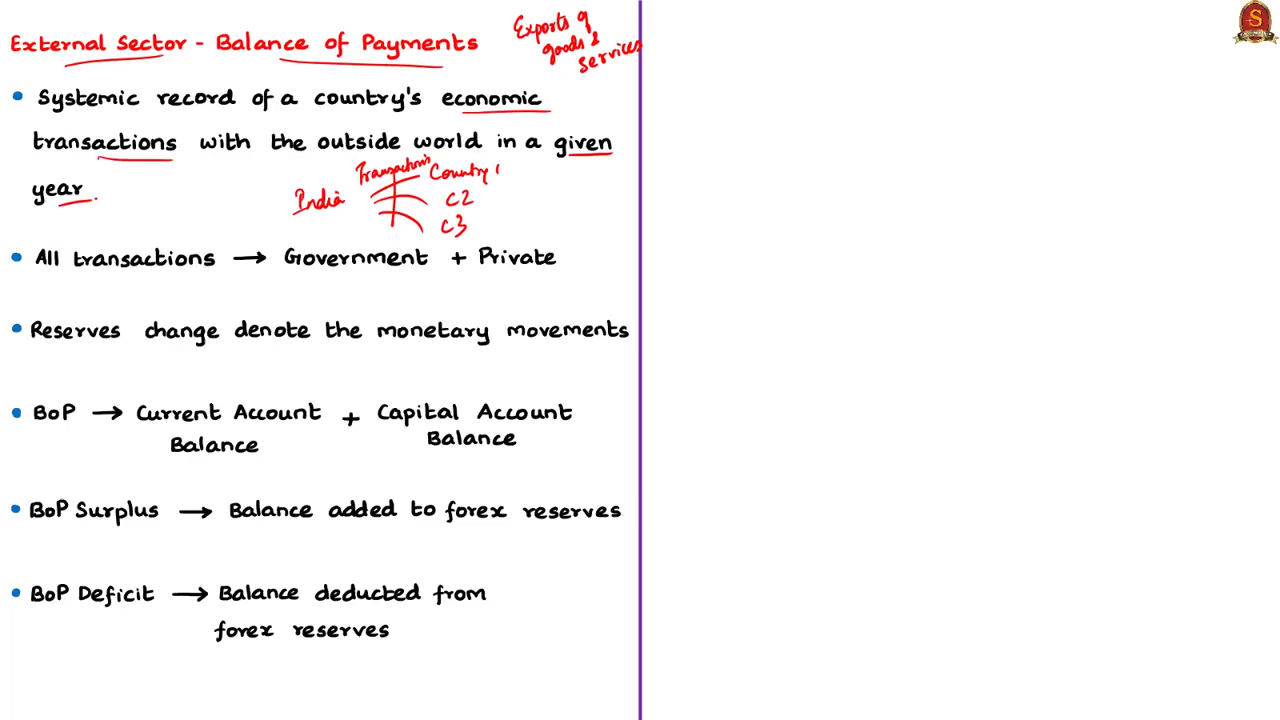 External Sector - Balance of Payments
Exports of
goods &
services
• Systemic record of a country's economic
transactions with the outside world in a given
year.
Transactions
Country 1
India
C2
C3
• All transactions → Government + Private
• Reserves change denote the monetary movements
• BoP → Current Account + Capital Account
Balance Balance
• BoP Surplus → Balance added to forex reserves
• BoP Deficit → Balance deducted from
forex reserves
S